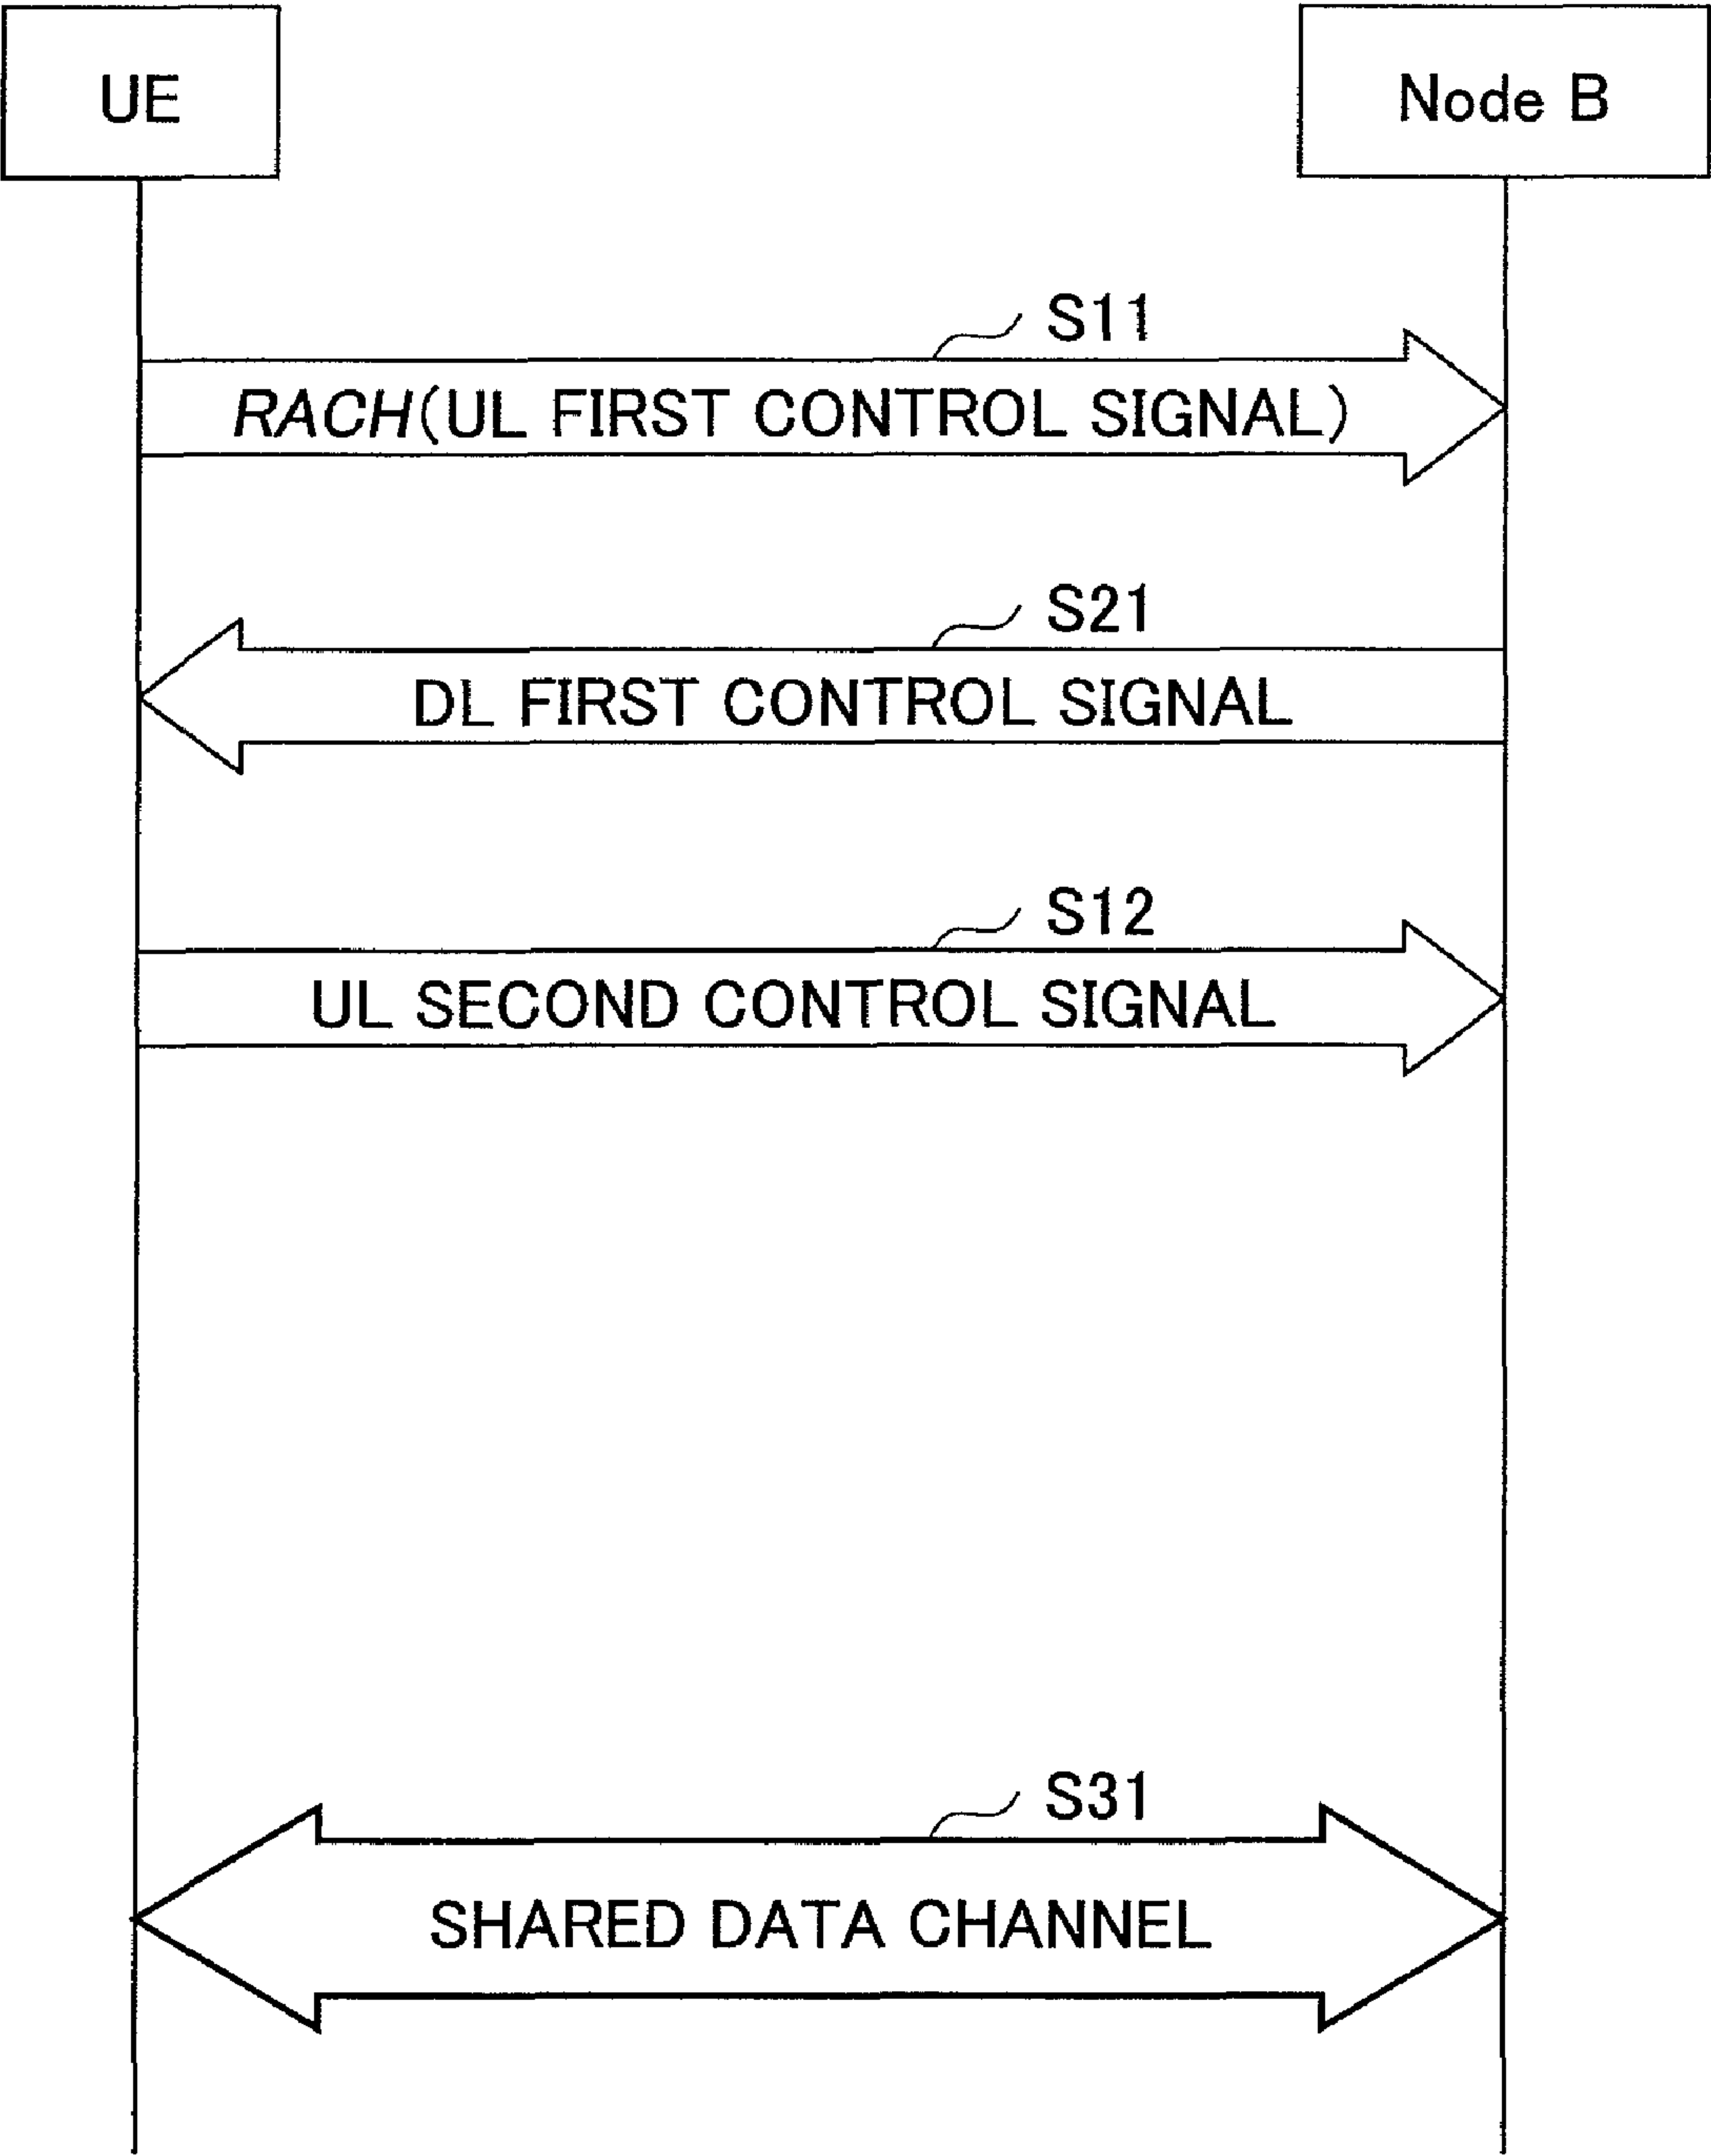 UE
Node B
S11
RACH(UL FIRST CONTROL SIGNAL)
S21
DL FIRST CONTROL SIGNAL
S12
UL SECOND CONTROL SIGNAL
S31
SHARED DATA CHANNEL